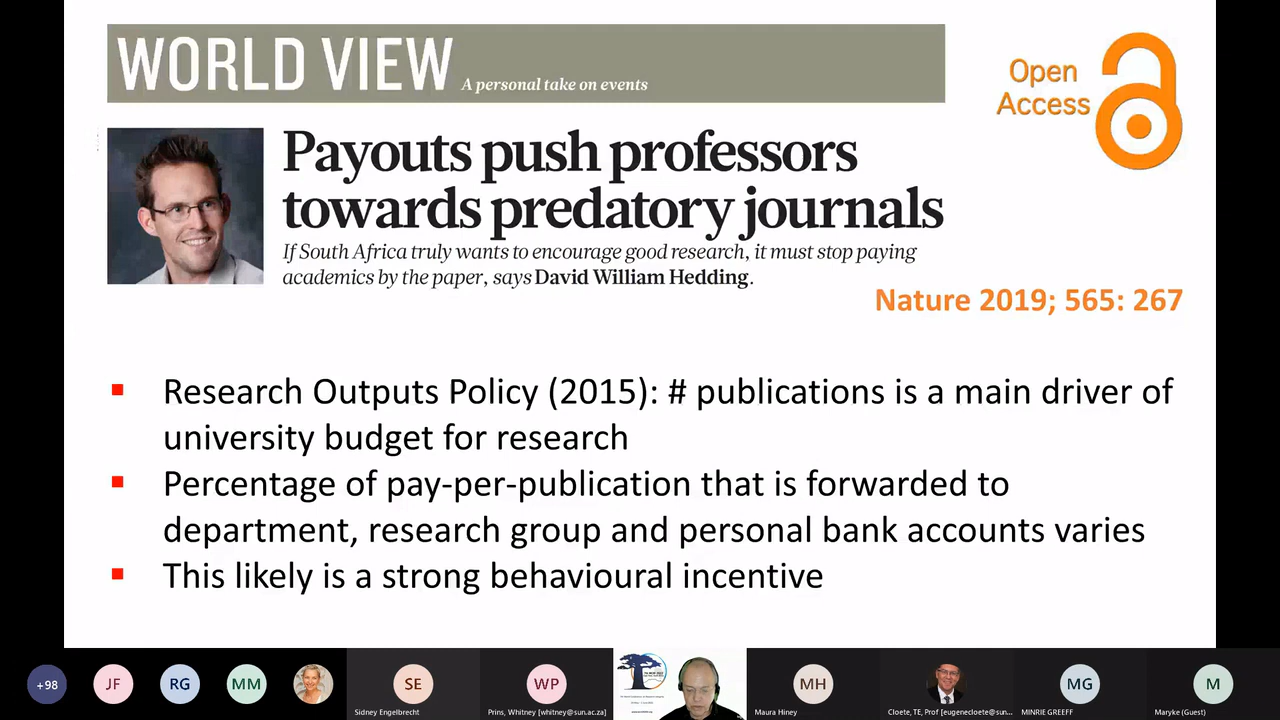 WORLD VIEW A personal take on events
Open
Access
Payouts push professors
towards predatory journals
If South Africa truly wants to encourage good research, it must stop paying
academics by the paper, says David William Hedding.
Nature 2019; 565: 267
▪ Research Outputs Policy (2015): # publications is a main driver of
university budget for research
▪ Percentage of pay-per-publication that is forwarded to
department, research group and personal bank accounts varies
▪ This likely is a strong behavioural incentive
+98
JF
RG
MM
SE
WP
MH
MG
M
Sidney Engelbrecht
Prins, Whitney [whitney@sun.ac.za]
Maura Hiney
Cloete, TE, Prof [eugenecloete@sun...
MINRIE GREEFF
Maryke (Guest)